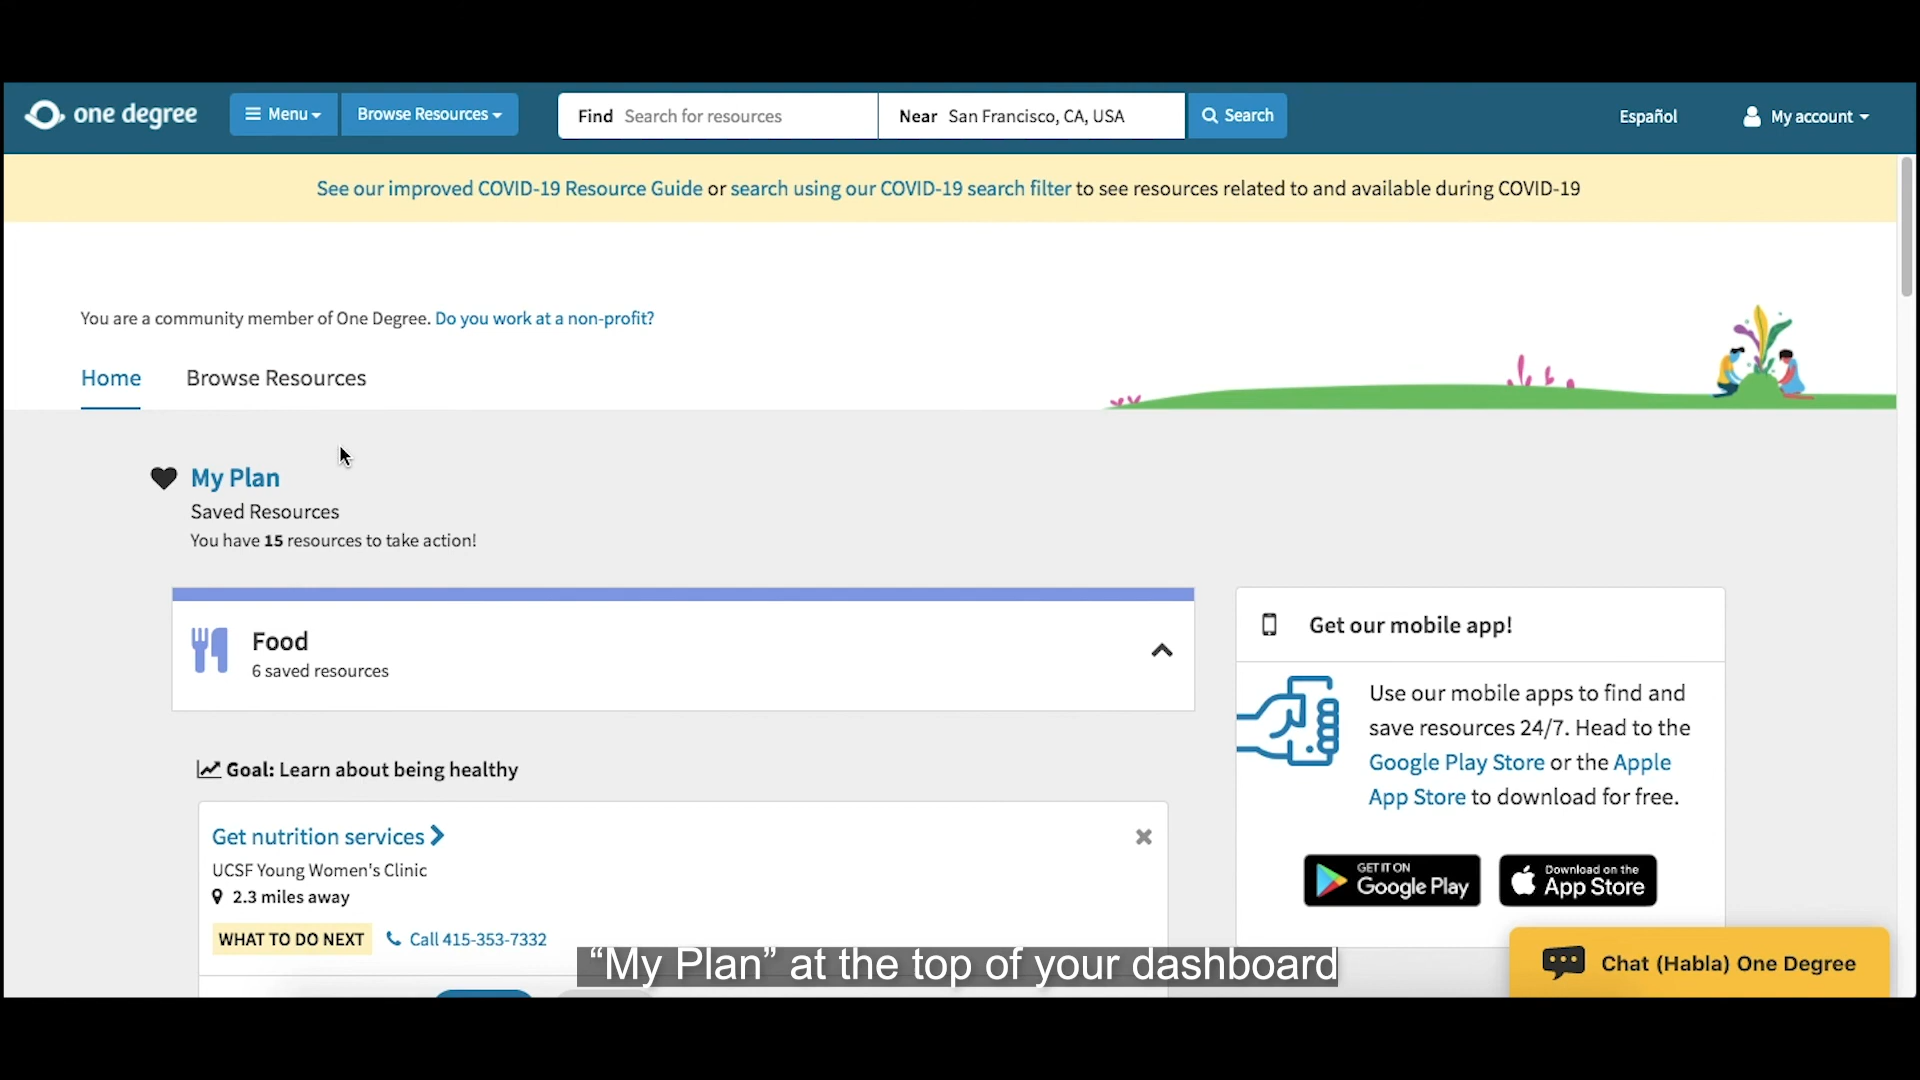 one degree
Menu
Browse Resources
Find Search for resources
Near San Francisco, CA, USA
Search
Español
My account
See our improved COVID-19 Resource Guide or search using our COVID-19 search filter to see resources related to and available during COVID-19
You are a community member of One Degree. Do you work at a non-profit?
Home
Browse Resources
My Plan
Saved Resources
You have 15 resources to take action!
Food
6 saved resources
Goal: Learn about being healthy
Get nutrition services
UCSF Young Women's Clinic
2.3 miles away
WHAT TO DO NEXT
Call 415-353-7332
Get our mobile app!
Use our mobile apps to find and
save resources 24/7. Head to the
Google Play Store or the Apple
App Store to download for free.
GET IT ON
Google Play
Download on the
App Store
Chat (Habla) One Degree
“My Plan” at the top of your dashboard